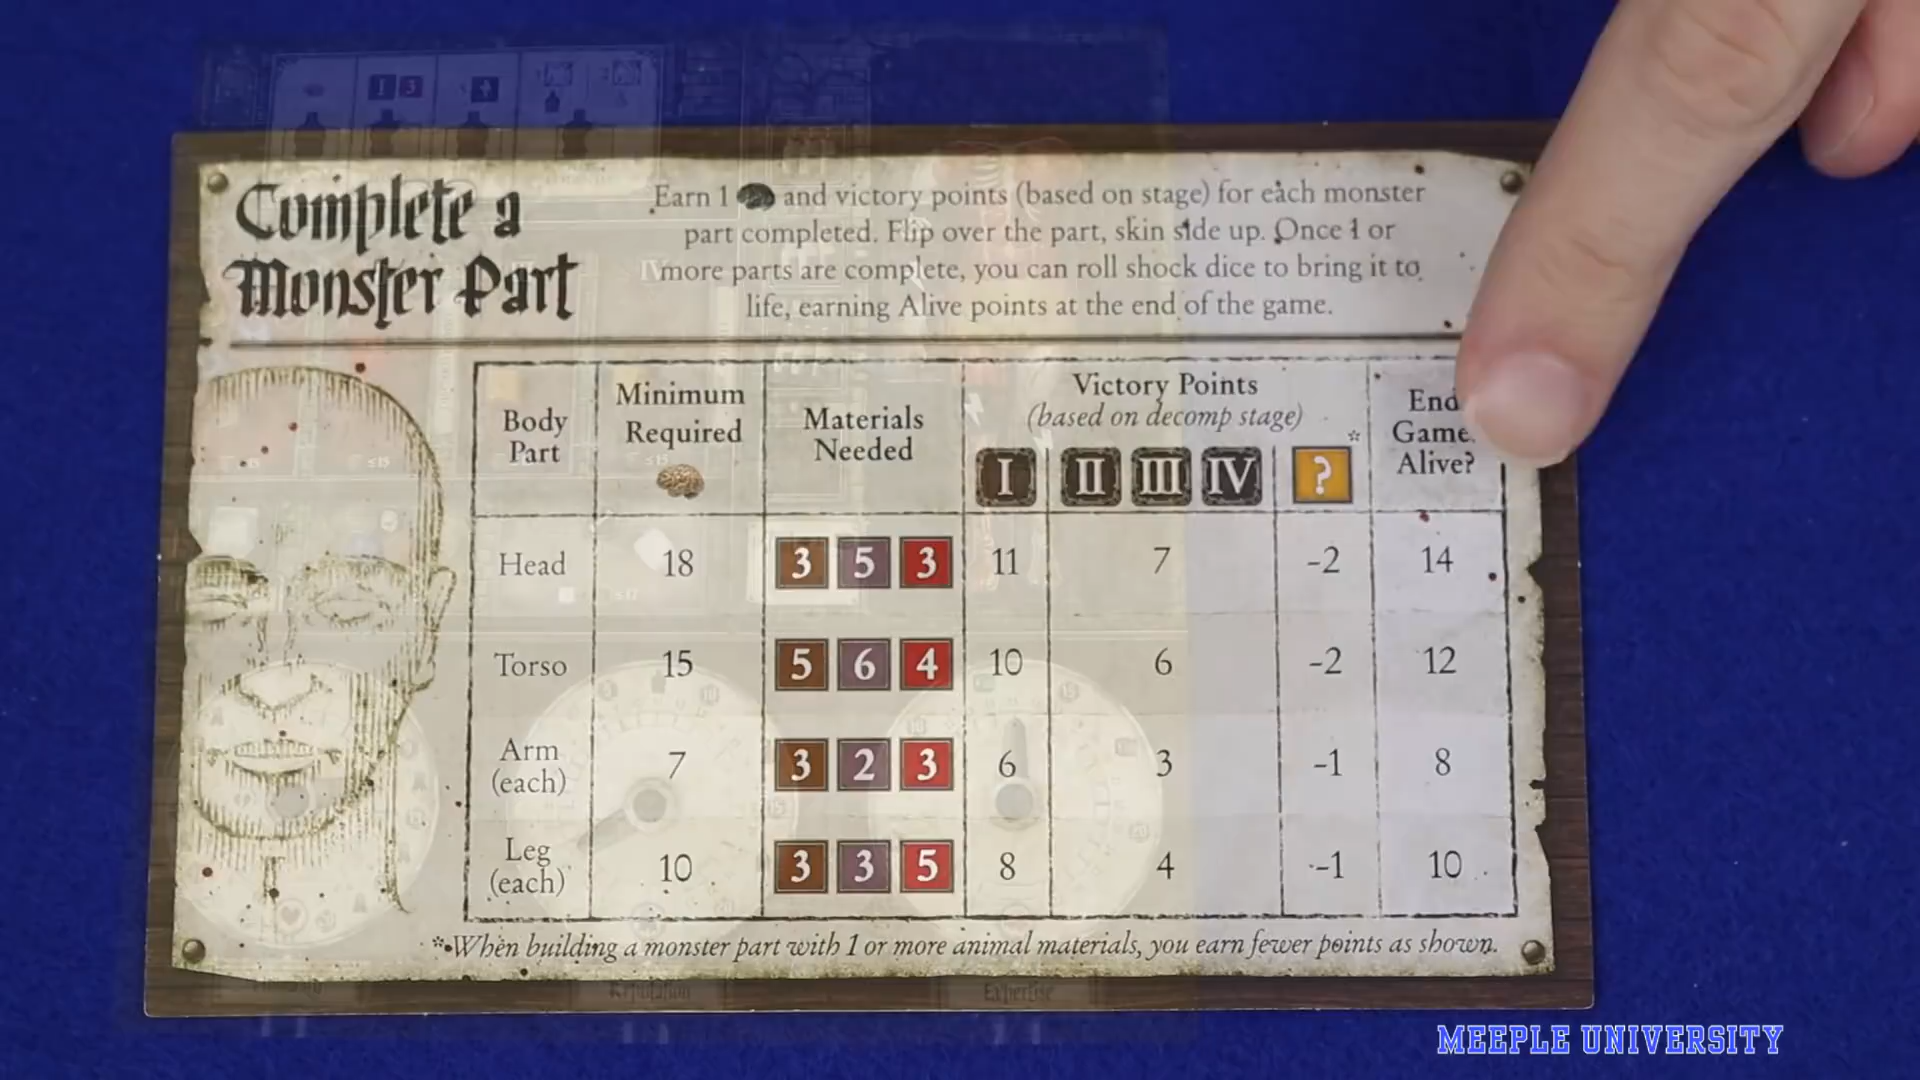 Complete a
Monster Part
Earn 1 and victory points (based on stage) for each monster
part completed. Flip over the part, skin side up. Once 1 or
more parts are complete, you can roll shock dice to bring it to
life, earning Alive points at the end of the game.
Body
Part
Minimum
Required
Materials
Needed
Victory Points
(based on decomp stage)
I II III IV ? *
End
Game
Alive?
Head 18 3 5 3 11 7 -2 14
Torso 15 5 6 4 10 6 -2 12
Arm
(each) 7 3 2 3 6 3 -1 8
Leg
(each) 10 3 3 5 8 4 -1 10
*When building a monster part with 1 or more animal materials, you earn fewer points as shown.
Reputation
Expertise
MEEPLE UNIVERSITY